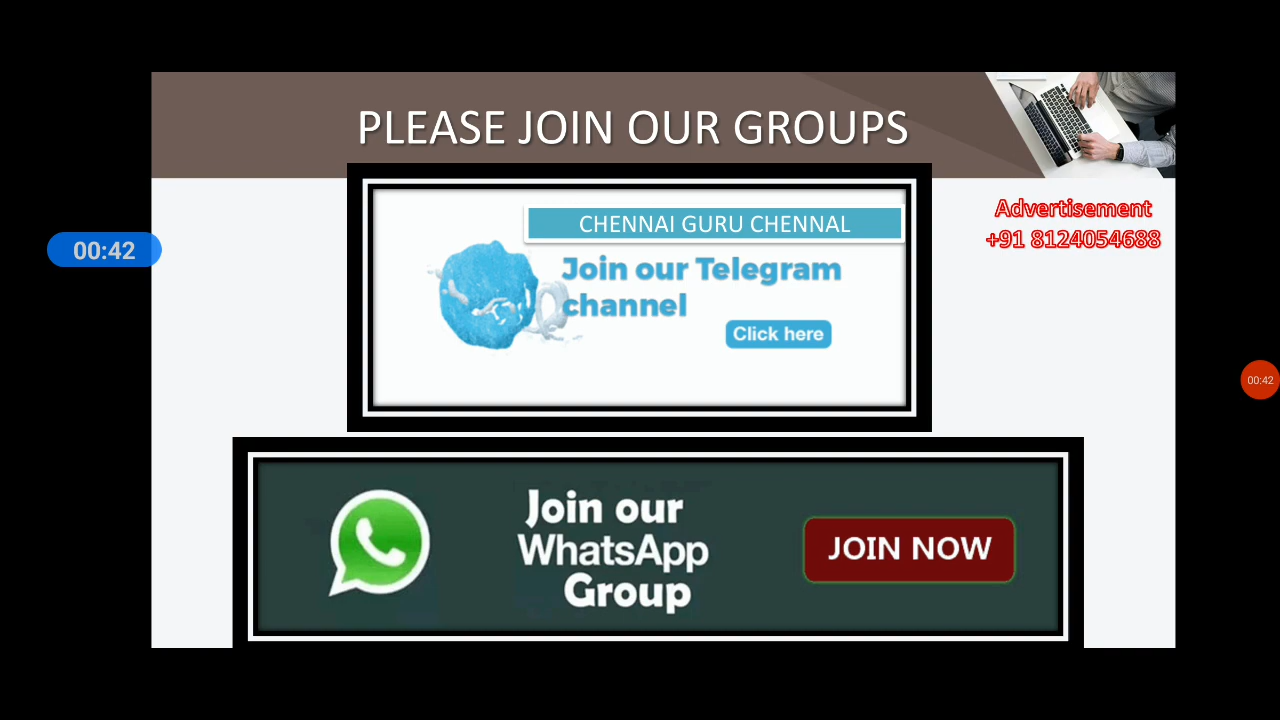 PLEASE JOIN OUR GROUPS
Advertisement
+91 8124054688
CHENNAI GURU CHENNAL
00:42
Join our Telegram
channel
Click here
00:42
Join our
WhatsApp
Group
JOIN NOW